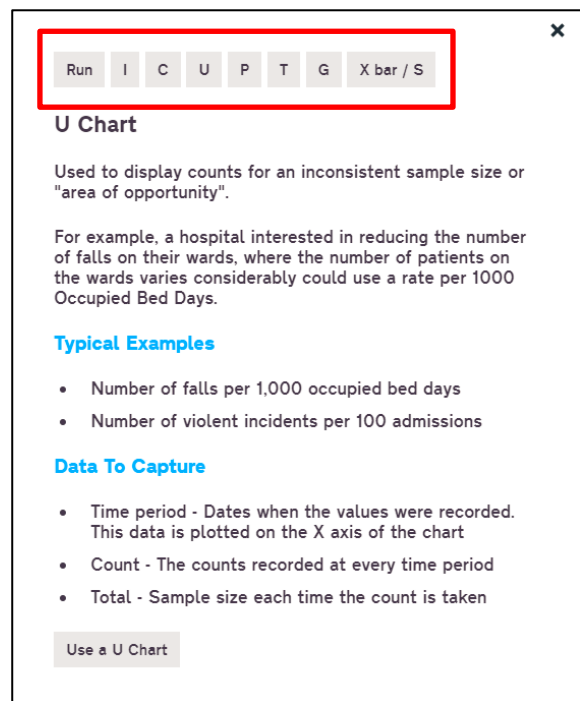 ×
Run I C U P T G X bar / S
U Chart
Used to display counts for an inconsistent sample size or
"area of opportunity".
For example, a hospital interested in reducing the number
of falls on their wards, where the number of patients on
the wards varies considerably could use a rate per 1000
Occupied Bed Days.
Typical Examples
• Number of falls per 1,000 occupied bed days
• Number of violent incidents per 100 admissions
Data To Capture
• Time period - Dates when the values were recorded.
This data is plotted on the X axis of the chart
• Count - The counts recorded at every time period
• Total - Sample size each time the count is taken
Use a U Chart